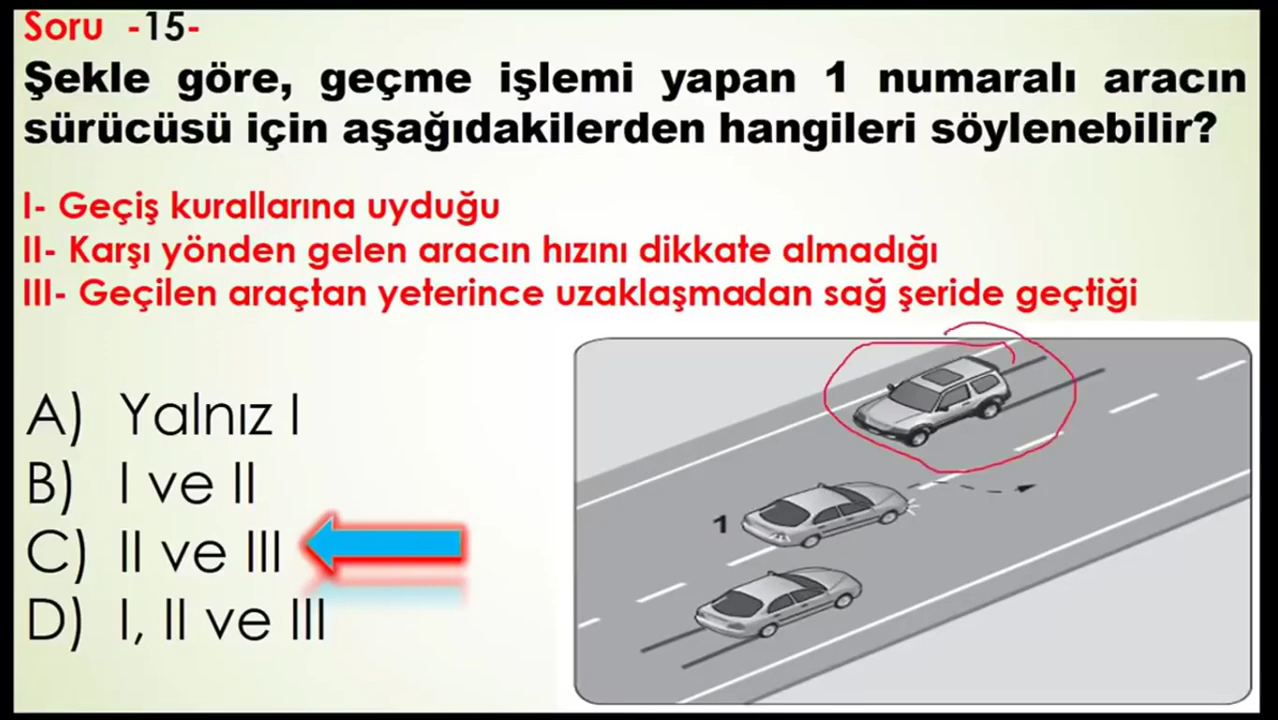 Soru -15-
Şekle göre, geçme işlemi yapan 1 numaralı aracın
sürücüsü için aşağıdakilerden hangileri söylenebilir?
I- Geçiş kurallarına uyduğu
II- Karşı yönden gelen aracın hızını dikkate almadığı
III- Geçilen araçtan yeterince uzaklaşmadan sağ şeride geçtiği
A) Yalnız I
B) I ve II
C) II ve III
D) I, II ve III
1